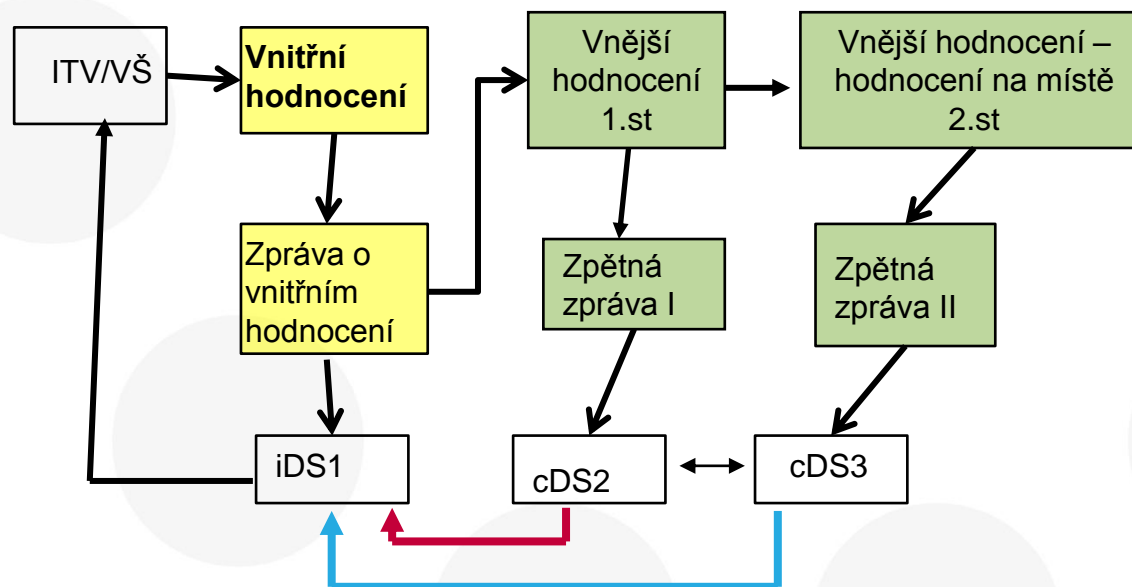 ITV/VŠ
Vnitřní
hodnocení
Vnější
hodnocení
1.st
Vnější hodnocení –
hodnocení na místě
2.st
Zpráva o
vnitřním
hodnocení
Zpětná
zpráva I
Zpětná
zpráva II
iDS1
cDS2
cDS3